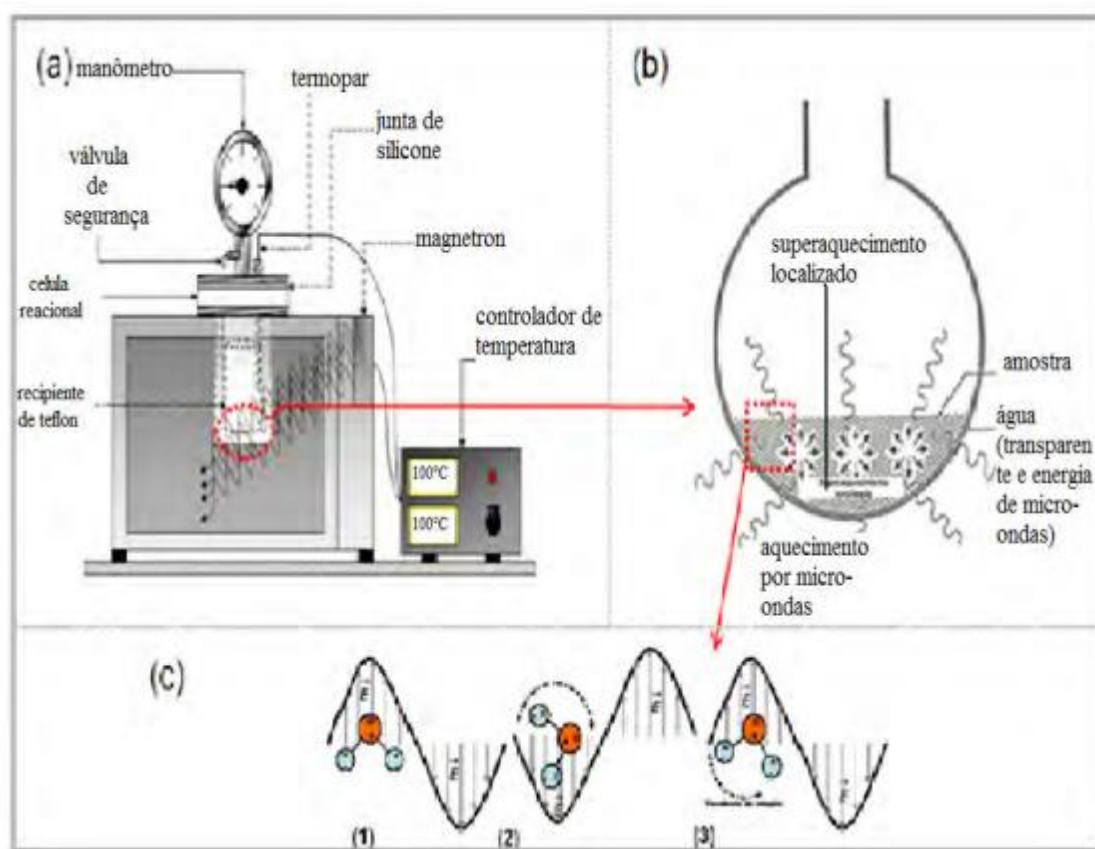 (a)
manômetro
termopar
junta de
silicone
válvula
de
segurança
magnetron
celula
reacional
controlador de
temperatura
recipiente
de teflon
100°C
100°C
(b)
superaquecimento
localizado
amostra
água
(transparen
te e energia
de micro-
ondas)
aquecimento
por micro-
ondas
(c)
(1)
(2)
[3]